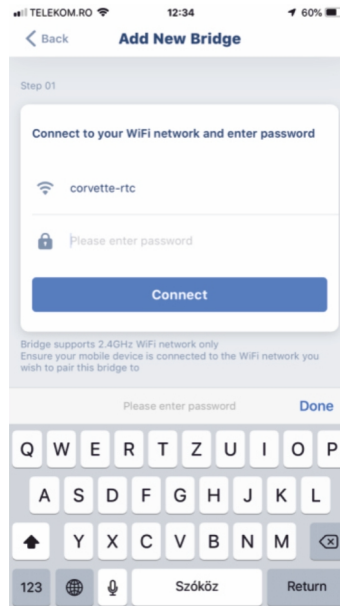 TELEKOM.RO 12:34 60%
Back Add New Bridge
Step 01
Connect to your WiFi network and enter password
corvette-rtc
Please enter password
Connect
Bridge supports 2.4GHz WiFi network only
Ensure your mobile device is connected to the WiFi network you
wish to pair this bridge to
Please enter password Done
Q W E R T Z U I O P
A S D F G H J K L
Y X C V B N M
123 Szóköz Return